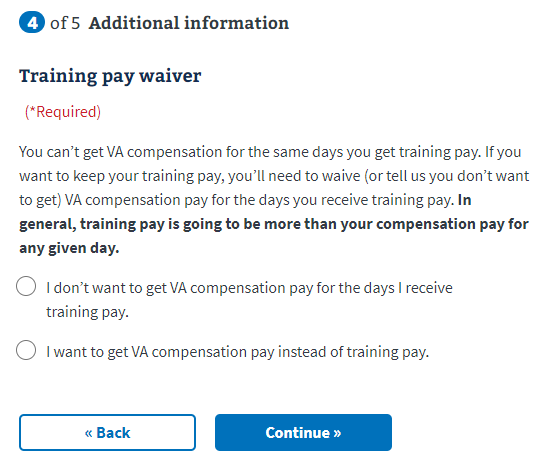 4 of 5 Additional information
Training pay waiver
(*Required)
You can’t get VA compensation for the same days you get training pay. If you
want to keep your training pay, you’ll need to waive (or tell us you don’t want
to get) VA compensation pay for the days you receive training pay. In
general, training pay is going to be more than your compensation pay for
any given day.
I don’t want to get VA compensation pay for the days I receive
training pay.
I want to get VA compensation pay instead of training pay.
« Back
Continue »